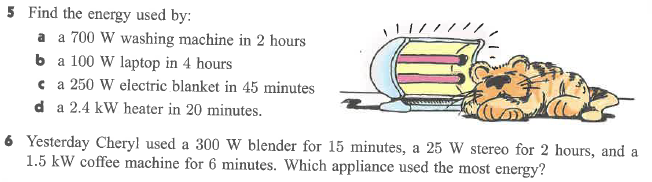 5 Find the energy used by:
a a 700 W washing machine in 2 hours
b a 100 W laptop in 4 hours
c a 250 W electric blanket in 45 minutes
d a 2.4 kW heater in 20 minutes.
6 Yesterday Cheryl used a 300 W blender for 15 minutes, a 25 W stereo for 2 hours, and a
1.5 kW coffee machine for 6 minutes. Which appliance used the most energy?